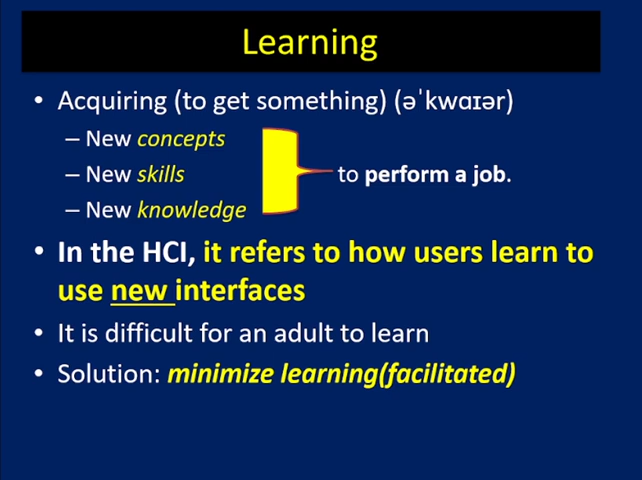 Learning
• Acquiring (to get something) (əˈkwɑɪər)
– New concepts
– New skills
to perform a job.
– New knowledge
• In the HCI, it refers to how users learn to
use new interfaces
• It is difficult for an adult to learn
• Solution: minimize learning(facilitated)